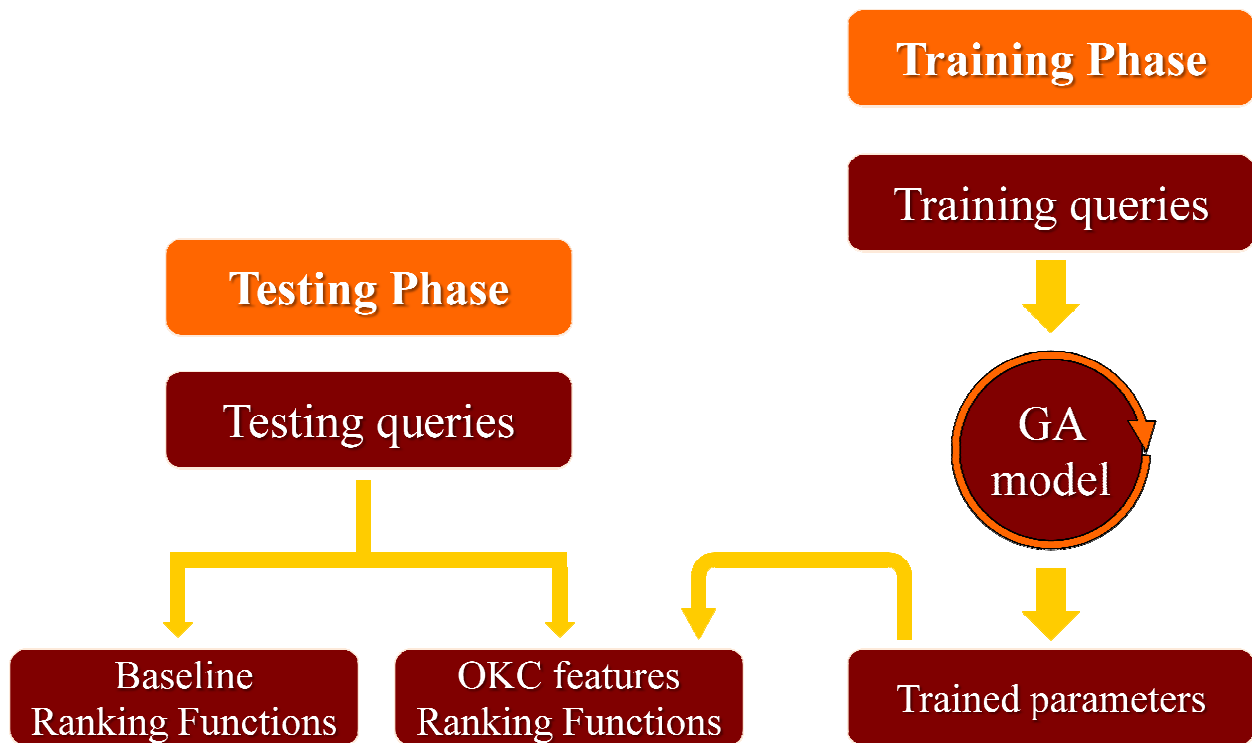 Training Phase
Training queries
Testing Phase
Testing queries
GA
model
Baseline
Ranking Functions
OKC features
Ranking Functions
Trained parameters